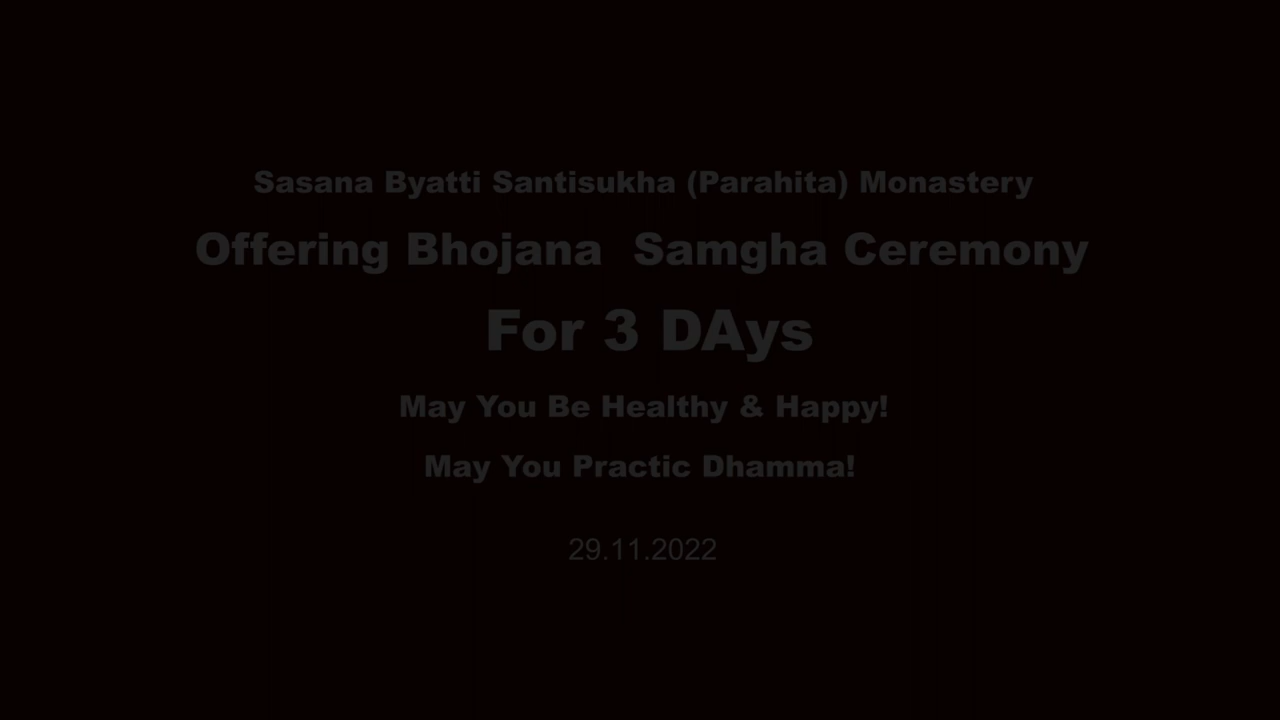 Sasana Byatti Santisukha (Parahita) Monastery
Offering Bhojana  Samgha Ceremony
For 3 DAys
May You Be Healthy & Happy!
May You Practic Dhamma!
29.11.2022